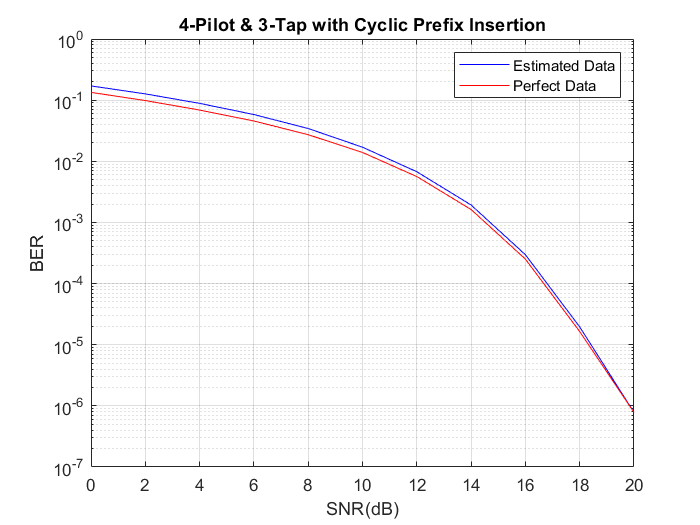 4-Pilot & 3-Tap with Cyclic Prefix Insertion
Estimated Data
Perfect Data
10^0
10^-1
10^-2
10^-3
10^-4
10^-5
10^-6
10^-7
BER
0 2 4 6 8 10 12 14 16 18 20
SNR(dB)